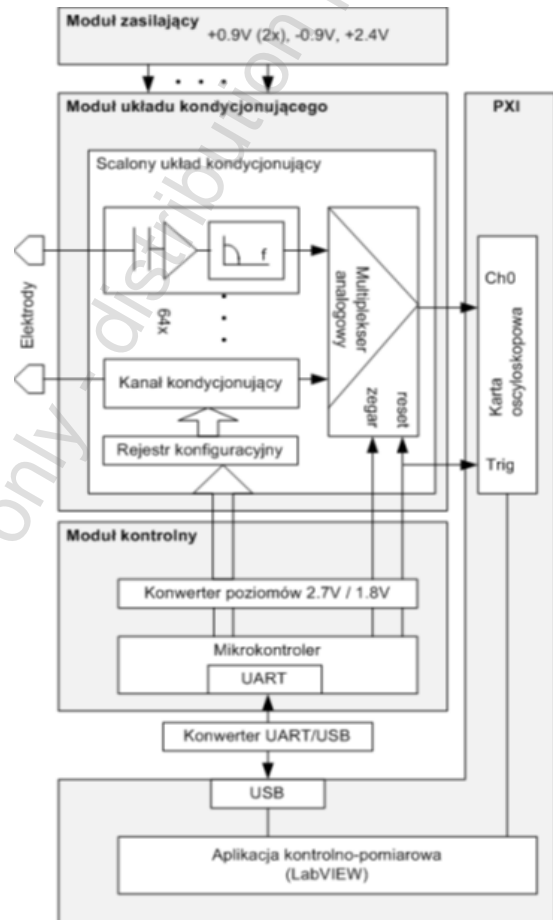 Moduł zasilający
+0.9V (2x), -0.9V, +2.4V
Moduł układu kondycjonującego
PXI
Scalony układ kondycjonujący
f
Multiplekser
analogowy
Ch0
Elektrody
64x
Karta
oscyloskopowa
Kanał kondycjonujący
zegar
reset
Rejestr konfiguracyjny
Trig
Moduł kontrolny
Konwerter poziomów 2.7V / 1.8V
Mikrokontroler
UART
Konwerter UART/USB
USB
Aplikacja kontrolno-pomiarowa
(LabVIEW)
only - distribution